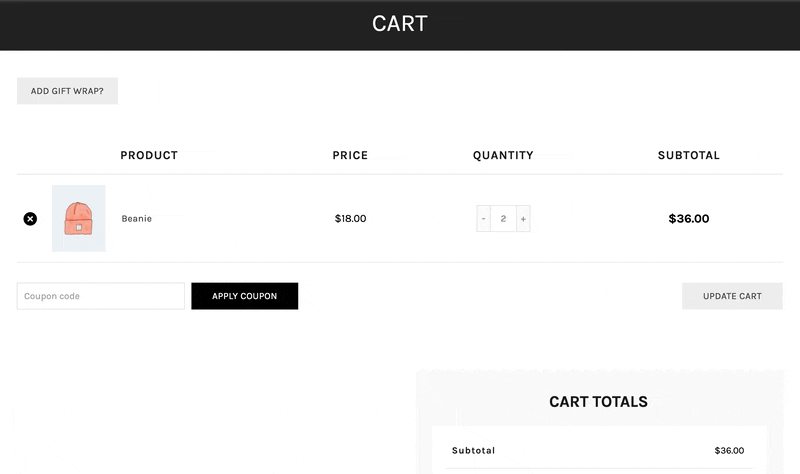 CART
ADD GIFT WRAP?
PRODUCT PRICE QUANTITY SUBTOTAL
Beanie $18.00 - 2 + $36.00
Coupon code APPLY COUPON UPDATE CART
CART TOTALS
Subtotal $36.00